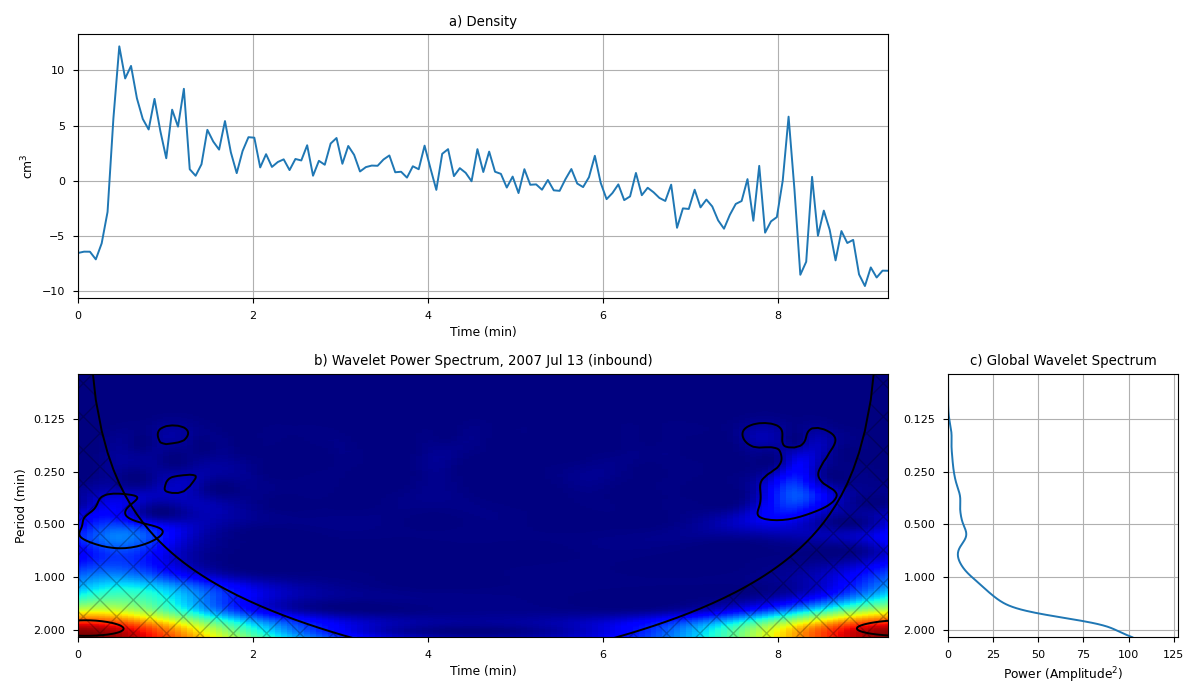 a) Density
cm³
10
5
0
−5
−10
0 2 4 6 8
Time (min)
b) Wavelet Power Spectrum, 2007 Jul 13 (inbound)
Period (min)
0.125
0.250
0.500
1.000
2.000
0 2 4 6 8
Time (min)
c) Global Wavelet Spectrum
0.125
0.250
0.500
1.000
2.000
0 25 50 75 100 125
Power (Amplitude²)